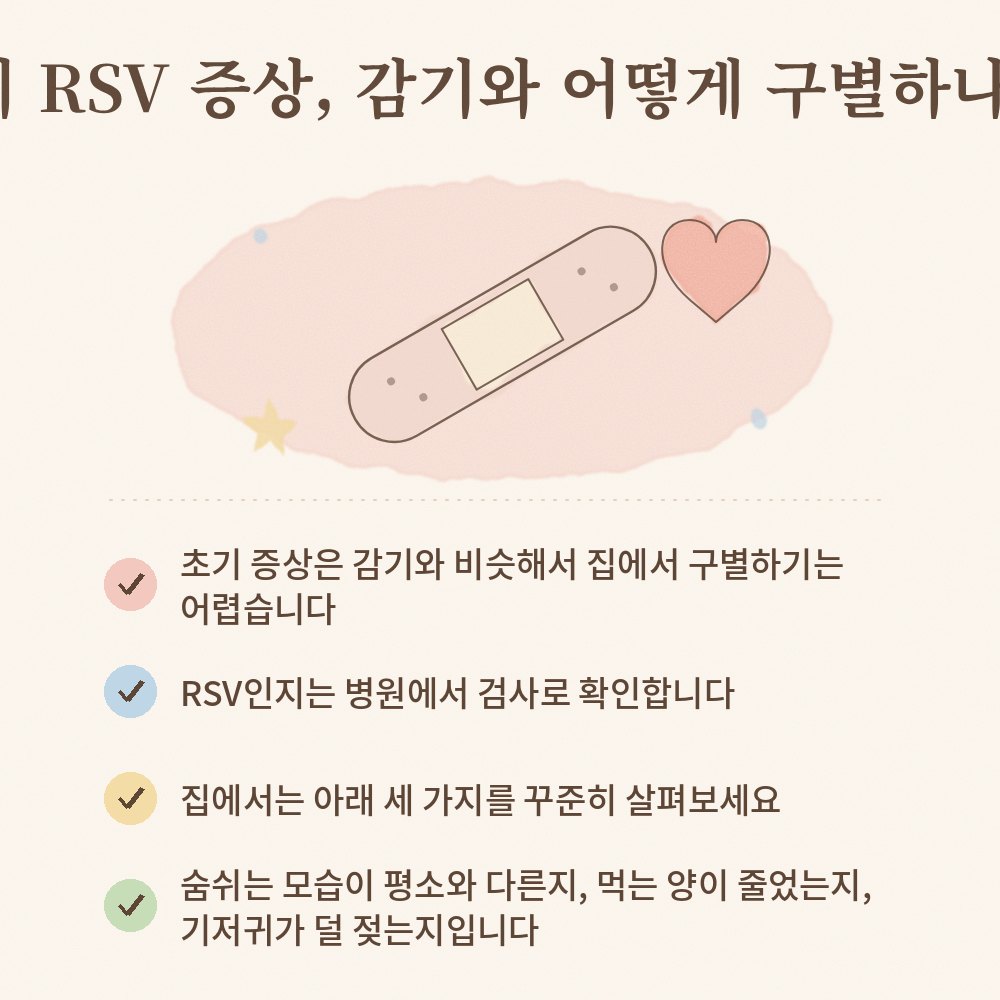 RSV 증상, 감기와 어떻게 구별하나
초기 증상은 감기와 비슷해서 집에서 구별하기는
어렵습니다
RSV인지는 병원에서 검사로 확인합니다
집에서는 아래 세 가지를 꾸준히 살펴보세요
숨쉬는 모습이 평소와 다른지, 먹는 양이 줄었는지,
기저귀가 덜 젖는지입니다